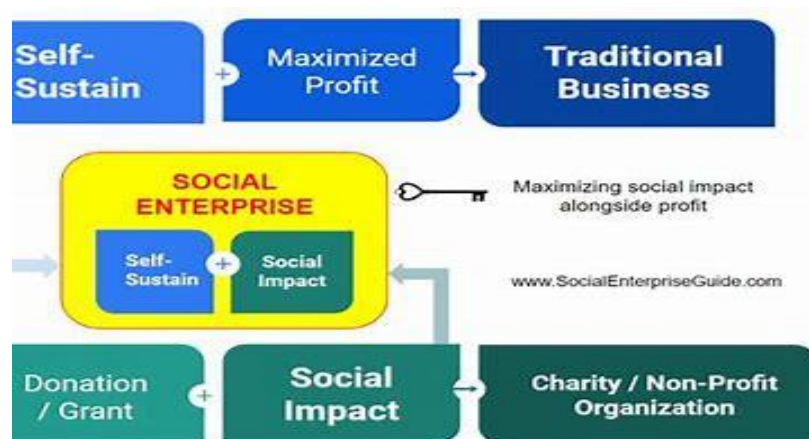 Self-
Sustain
+
Maximized
Profit
Traditional
Business
SOCIAL
ENTERPRISE
Self-
Sustain
+
Social
Impact
Maximizing social impact
alongside profit
www.SocialEnterpriseGuide.com
Donation
/ Grant
+
Social
Impact
Charity / Non-Profit
Organization